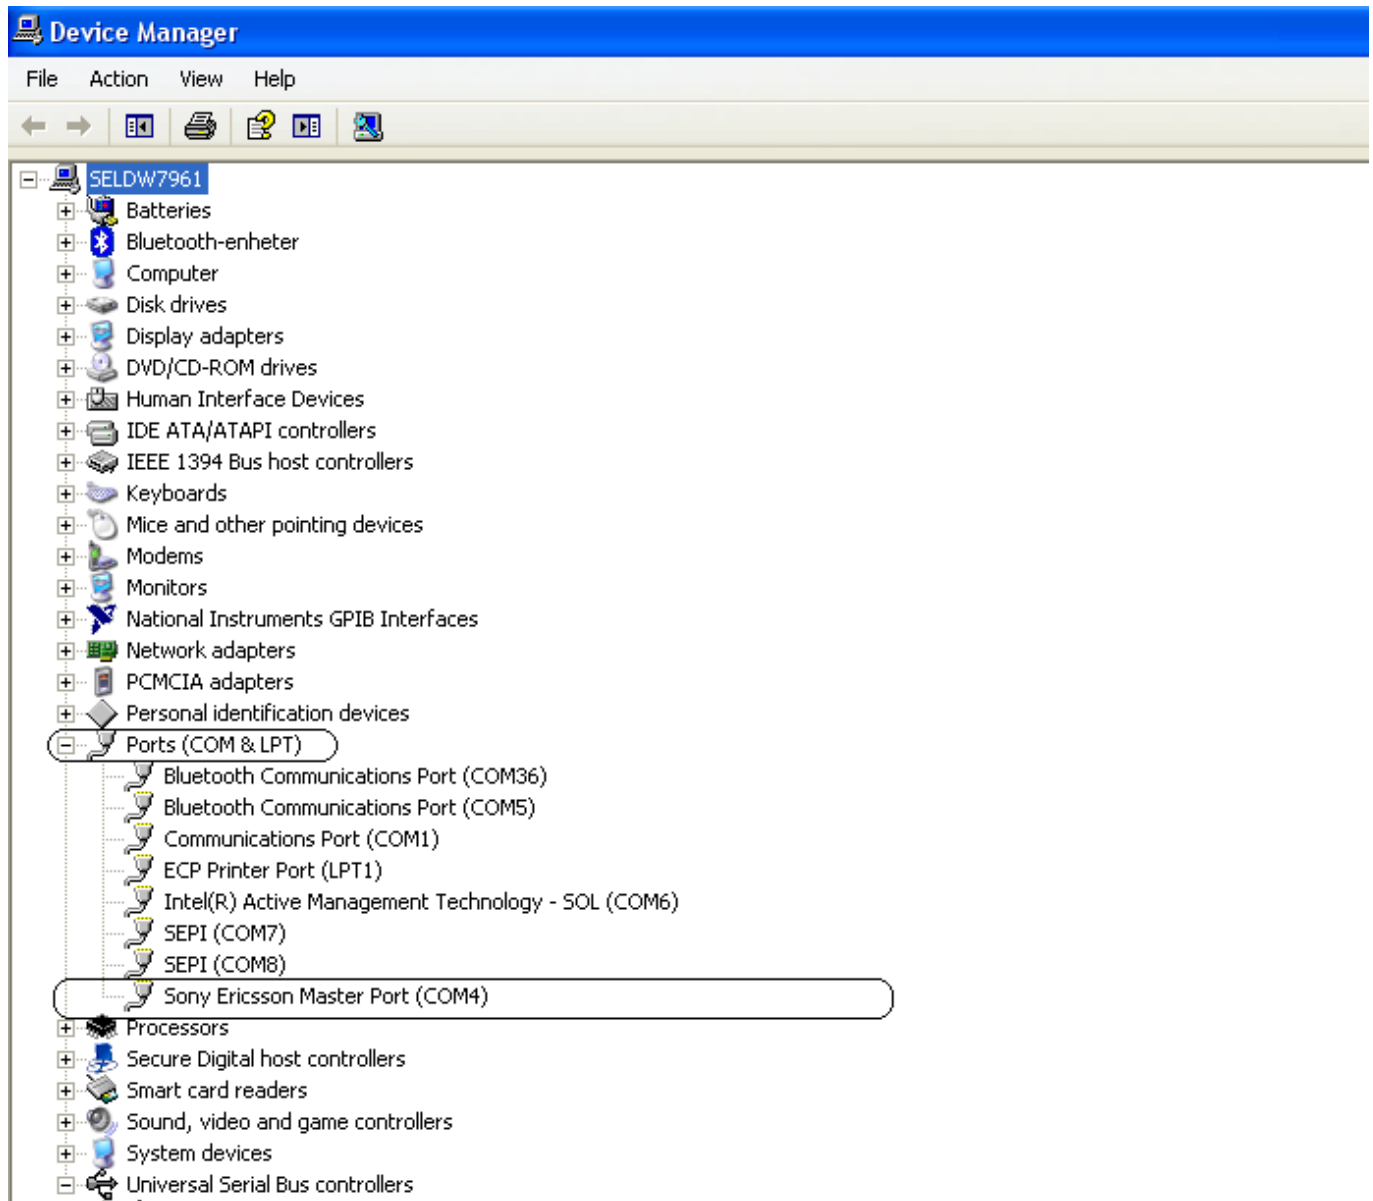 Device Manager
File Action View Help
SELDW7961
Batteries
Bluetooth-enheter
Computer
Disk drives
Display adapters
DVD/CD-ROM drives
Human Interface Devices
IDE ATA/ATAPI controllers
IEEE 1394 Bus host controllers
Keyboards
Mice and other pointing devices
Modems
Monitors
National Instruments GPIB Interfaces
Network adapters
PCMCIA adapters
Personal identification devices
Ports (COM & LPT)
Bluetooth Communications Port (COM36)
Bluetooth Communications Port (COM5)
Communications Port (COM1)
ECP Printer Port (LPT1)
Intel(R) Active Management Technology - SOL (COM6)
SEPI (COM7)
SEPI (COM8)
Sony Ericsson Master Port (COM4)
Processors
Secure Digital host controllers
Smart card readers
Sound, video and game controllers
System devices
Universal Serial Bus controllers